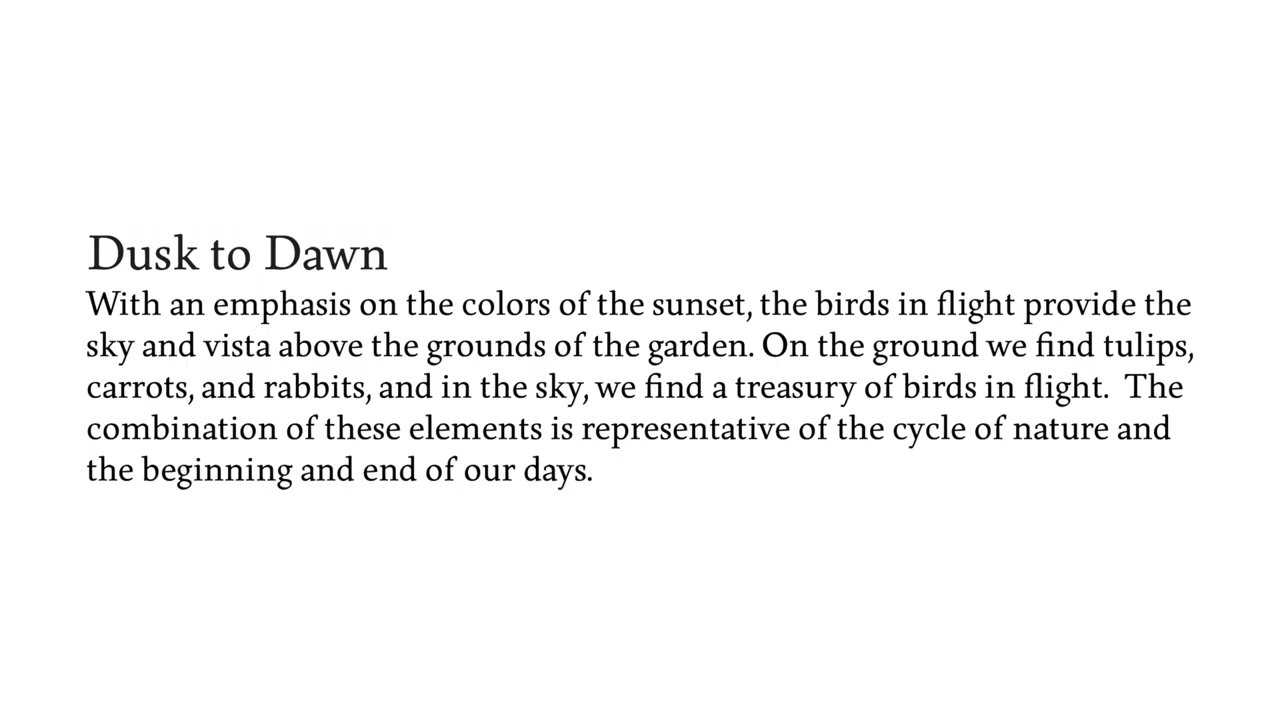 Dusk to Dawn
With an emphasis on the colors of the sunset, the birds in flight provide the
sky and vista above the grounds of the garden. On the ground we find tulips,
carrots, and rabbits, and in the sky, we find a treasury of birds in flight.  The
combination of these elements is representative of the cycle of nature and
the beginning and end of our days.